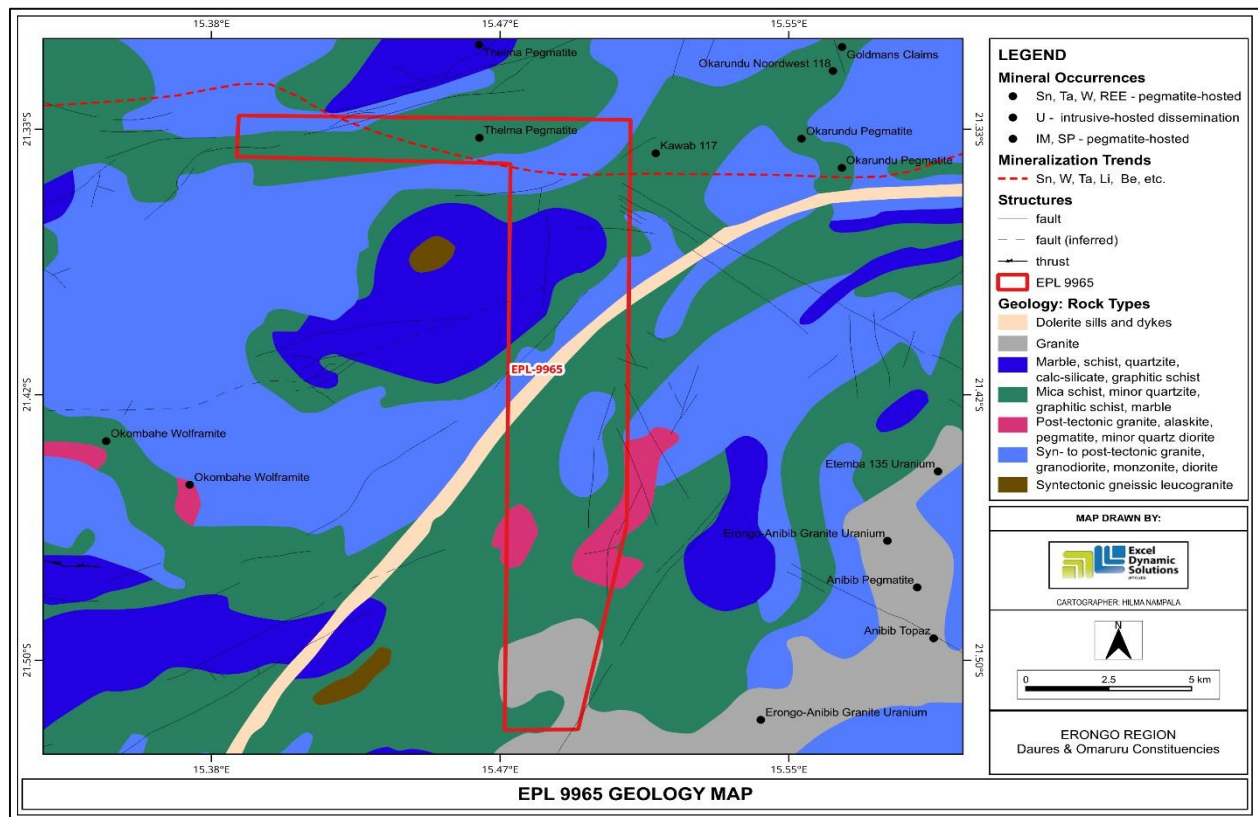 15.38°E
15.47°E
15.55°E
21.33°S
21.42°S
21.50°S
21.33°S
21.42°S
21.50°S
15.38°E
15.47°E
15.55°E
Thelma Pegmatite
Goldmans Claims
Okarundu Noordwest 118
Thelma Pegmatite
Kawab 117
Okarundu Pegmatite
Okarundu Pegmatite
EPL-9965
Okombahe Wolframite
Okombahe Wolframite
Etemba 135 Uranium
Erongo-Anibib Granite Uranium
Anibib Pegmatite
Anibib Topaz
Erongo-Anibib Granite Uranium
LEGEND
Mineral Occurrences
Sn, Ta, W, REE - pegmatite-hosted
U - intrusive-hosted dissemination
IM, SP - pegmatite-hosted
Mineralization Trends
Sn, W, Ta, Li, Be, etc.
Structures
fault
fault (inferred)
thrust
EPL 9965
Geology: Rock Types
Dolerite sills and dykes
Granite
Marble, schist, quartzite,
calc-silicate, graphitic schist
Mica schist, minor quartzite,
graphitic schist, marble
Post-tectonic granite, alaskite,
pegmatite, minor quartz diorite
Syn- to post-tectonic granite,
granodiorite, monzonite, diorite
Syntectonic gneissic leucogranite
MAP DRAWN BY:
Excel
Dynamic
Solutions
CARTOGRAPHER: HILMA NAMPALA
N
0 2.5 5 km
ERONGO REGION
Daures & Omaruru Constituencies
EPL 9965 GEOLOGY MAP